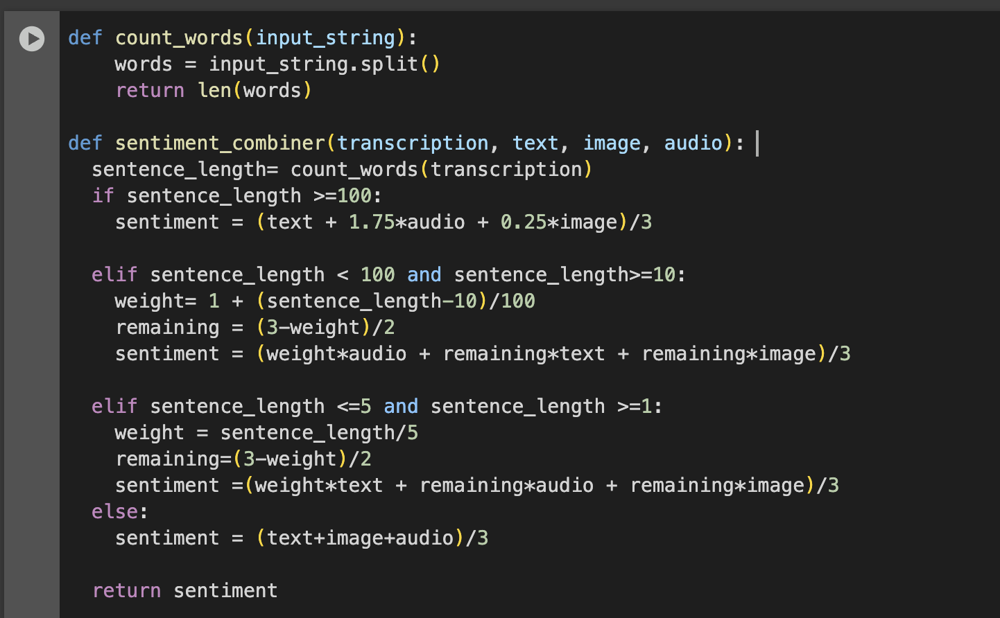 def count_words(input_string):
    words = input_string.split()
    return len(words)

def sentiment_combiner(transcription, text, image, audio):
  sentence_length= count_words(transcription)
  if sentence_length >=100:
    sentiment = (text + 1.75*audio + 0.25*image)/3

  elif sentence_length < 100 and sentence_length>=10:
    weight= 1 + (sentence_length-10)/100
    remaining = (3-weight)/2
    sentiment = (weight*audio + remaining*text + remaining*image)/3

  elif sentence_length <=5 and sentence_length >=1:
    weight = sentence_length/5
    remaining=(3-weight)/2
    sentiment =(weight*text + remaining*audio + remaining*image)/3
  else:
    sentiment = (text+image+audio)/3

  return sentiment